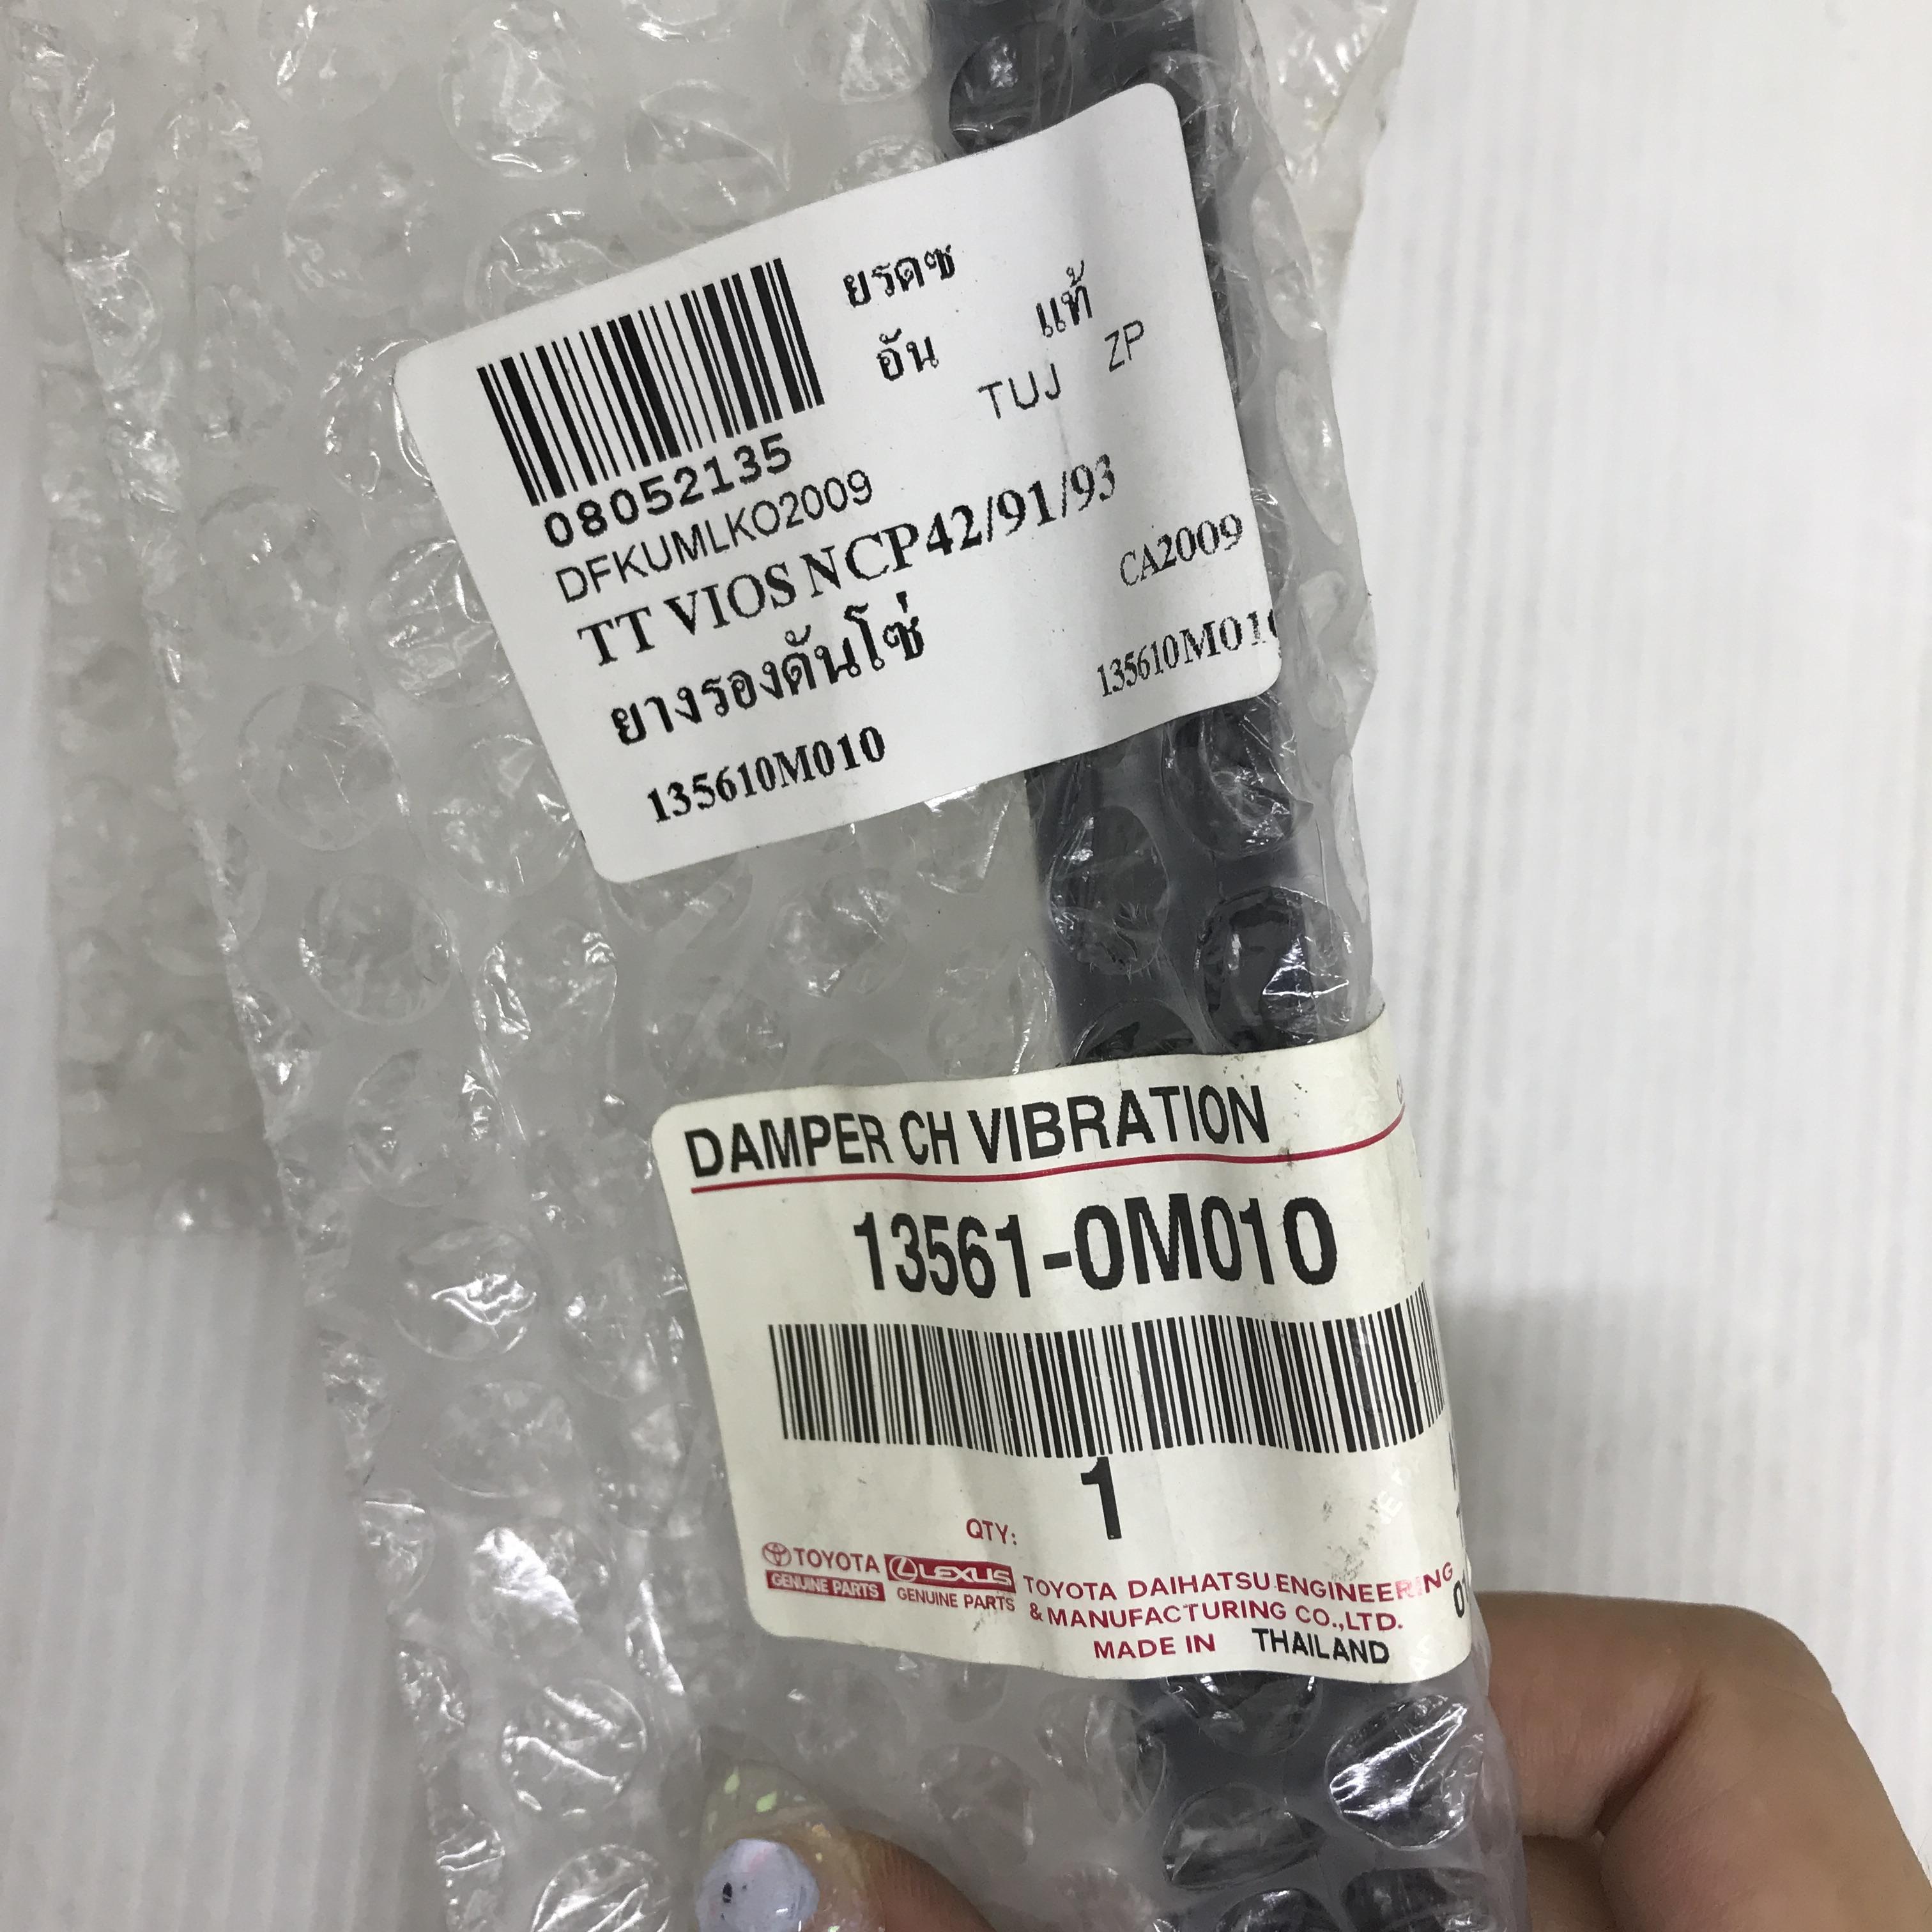 ยรดซ
อัน แท้
TUJ ZP
08052135
DFKUMLKO2009
TT VIOS NCP42/91/93
CA2009
ยางรองดันโซ่
135610M010
135610M010
DAMPER CH VIBRATION
13561-0M010
1
QTY:
TOYOTA
GENUINE PARTS
LEXUS
GENUINE PARTS
TOYOTA DAIHATSU ENGINEERING
& MANUFACTURING CO.,LTD.
MADE IN THAILAND